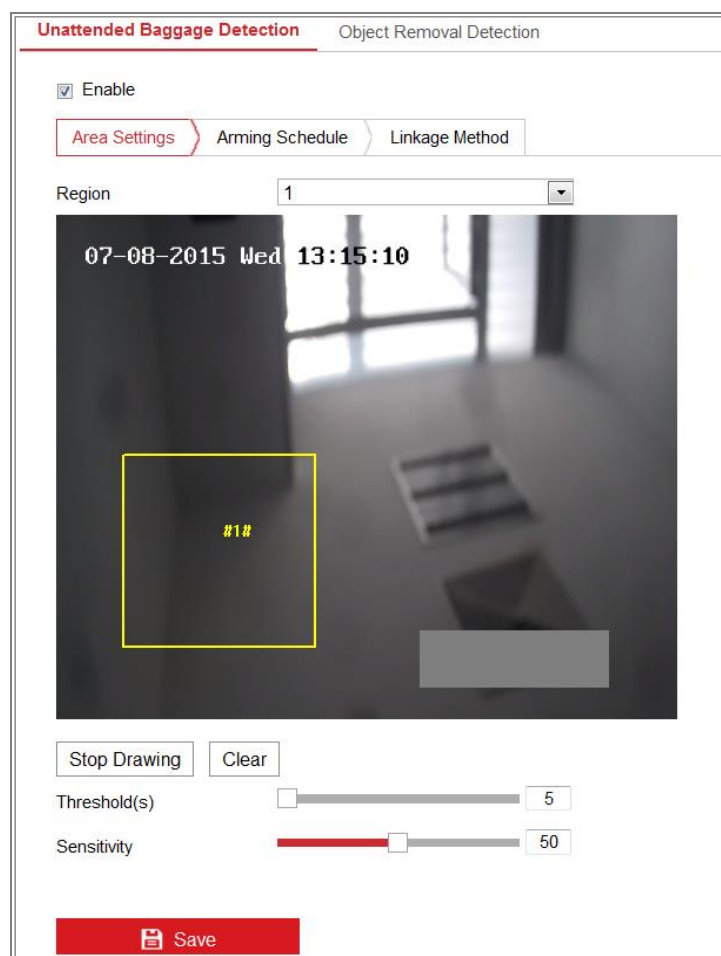 Unattended Baggage Detection Object Removal Detection
Enable
Area Settings Arming Schedule Linkage Method
Region 1
07-08-2015 Wed 13:15:10
#1#
Stop Drawing Clear
Threshold(s) 5
Sensitivity 50
Save